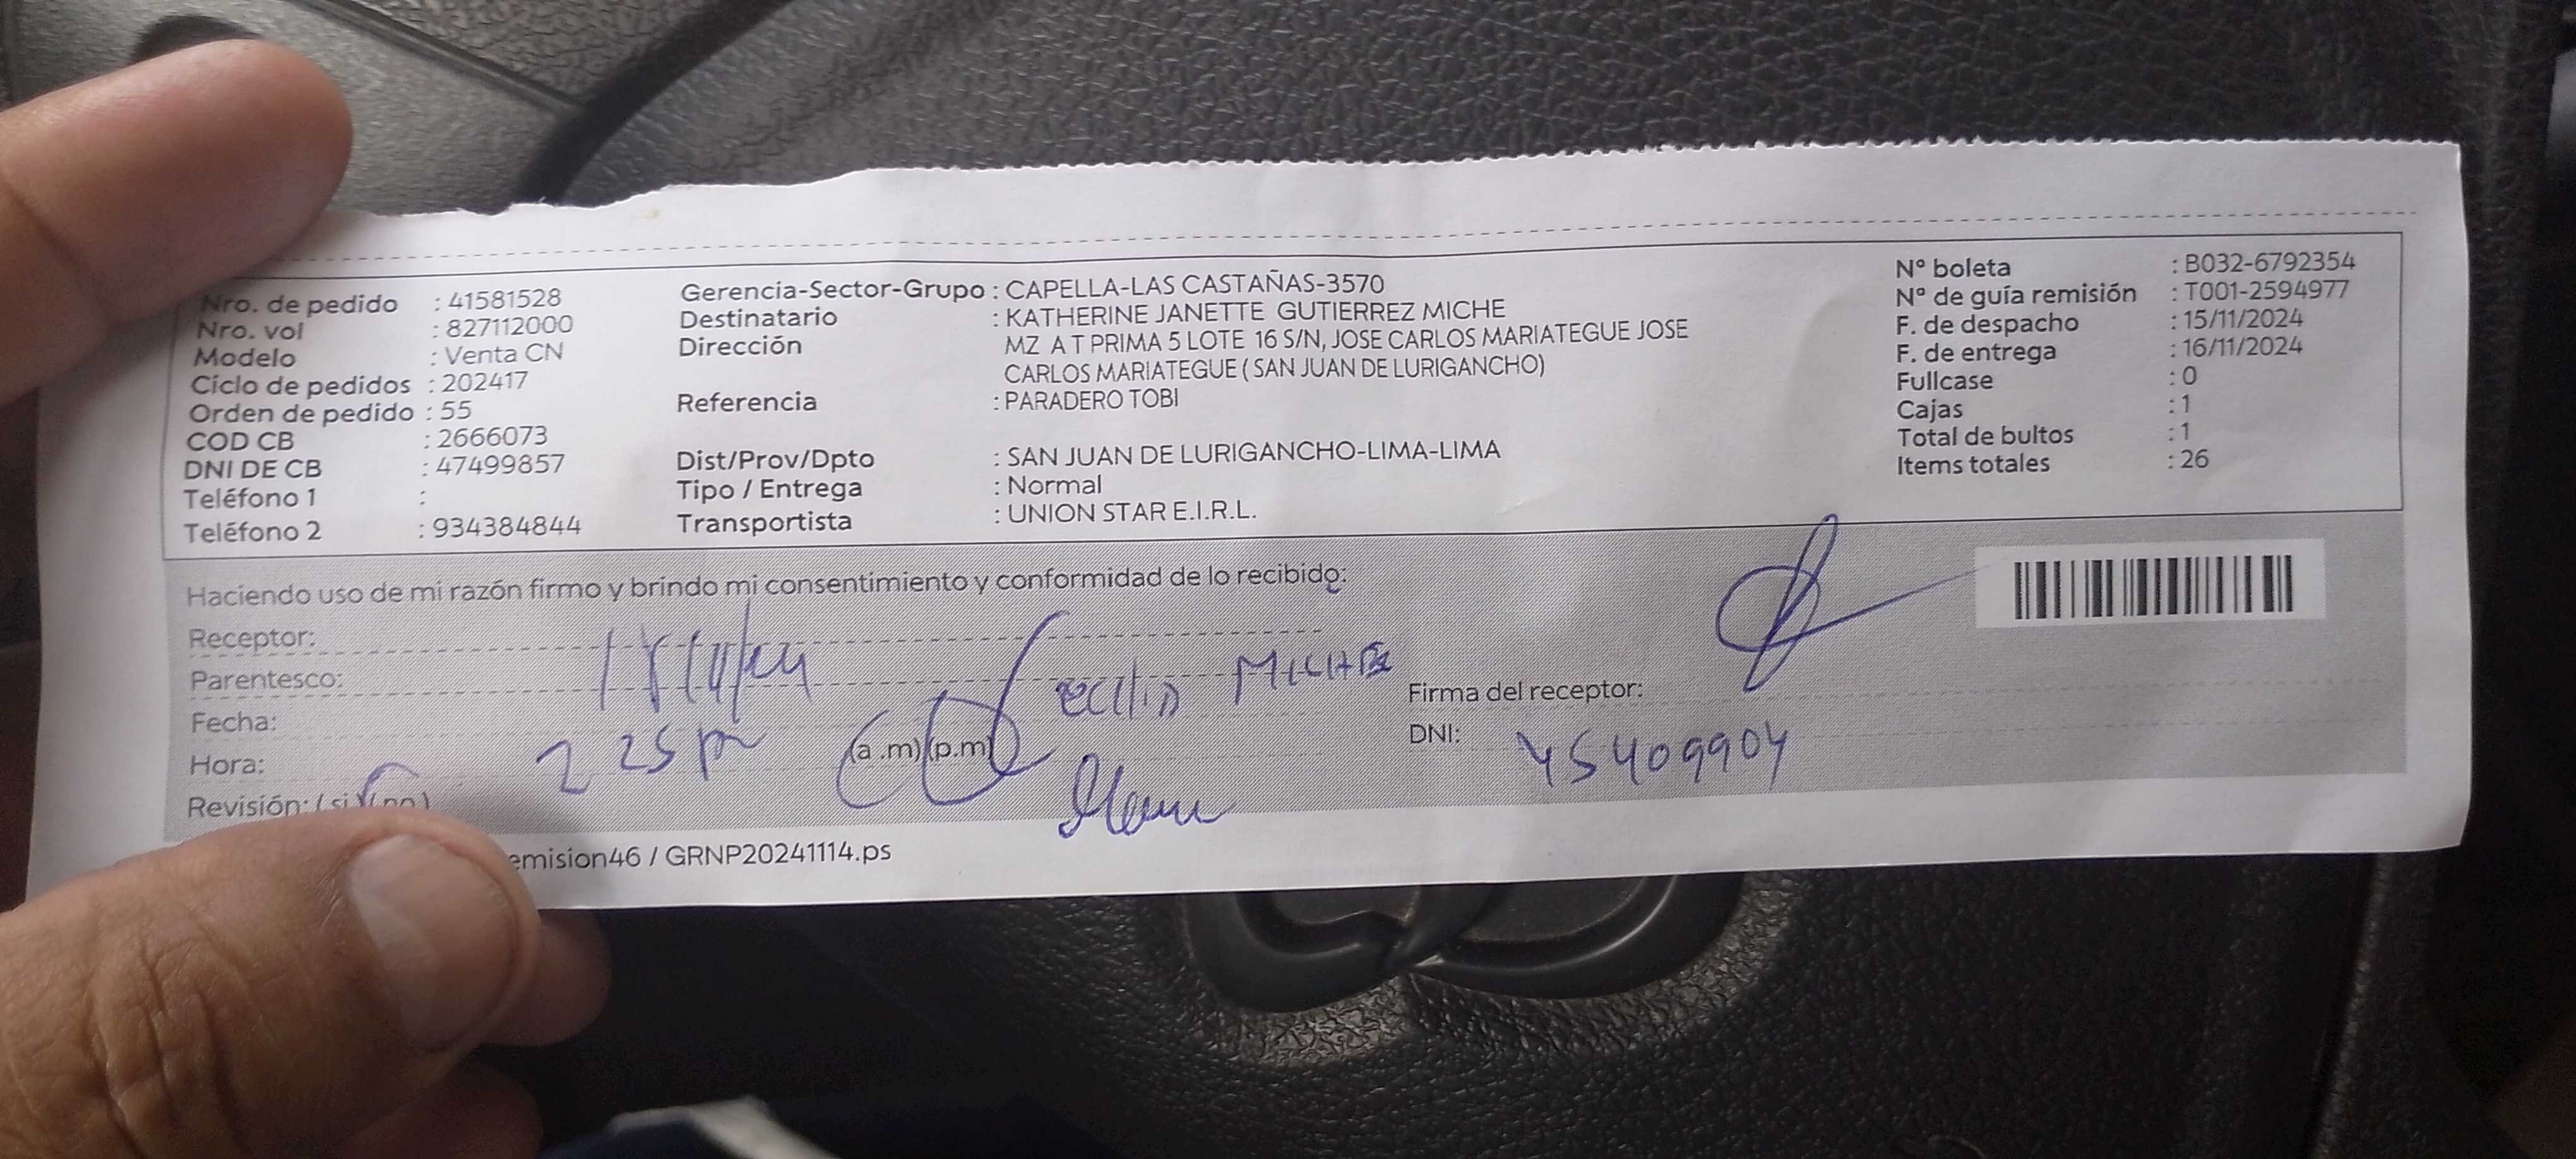 Nro. de pedido : 41581528
Nro. vol : 827112000
Modelo : Venta CN
Ciclo de pedidos : 202417
Orden de pedido : 55
COD CB : 2666073
DNI DE CB : 47499857
Teléfono 1 :
Teléfono 2 : 934384844
Gerencia-Sector-Grupo : CAPELLA-LAS CASTAÑAS-3570
Destinatario : KATHERINE JANETTE GUTIERREZ MICHE
Dirección MZ A T PRIMA 5 LOTE 16 S/N, JOSE CARLOS MARIATEGUE JOSE
CARLOS MARIATEGUE ( SAN JUAN DE LURIGANCHO)
Referencia : PARADERO TOBI
Dist/Prov/Dpto : SAN JUAN DE LURIGANCHO-LIMA-LIMA
Tipo / Entrega : Normal
Transportista : UNION STAR E.I.R.L.
N° boleta : B032-6792354
N° de guía remisión : T001-2594977
F. de despacho : 15/11/2024
F. de entrega : 16/11/2024
Fullcase : 0
Cajas : 1
Total de bultos : 1
Items totales : 26
Haciendo uso de mi razón firmo y brindo mi consentimiento y conformidad de lo recibido:
Receptor:
Parentesco:
Fecha:
Hora: 2 25 pm (a .m) (p.m)
Revisión: (si) (no)
Firma del receptor:
DNI: 45409904
emision46 / GRNP20241114.ps